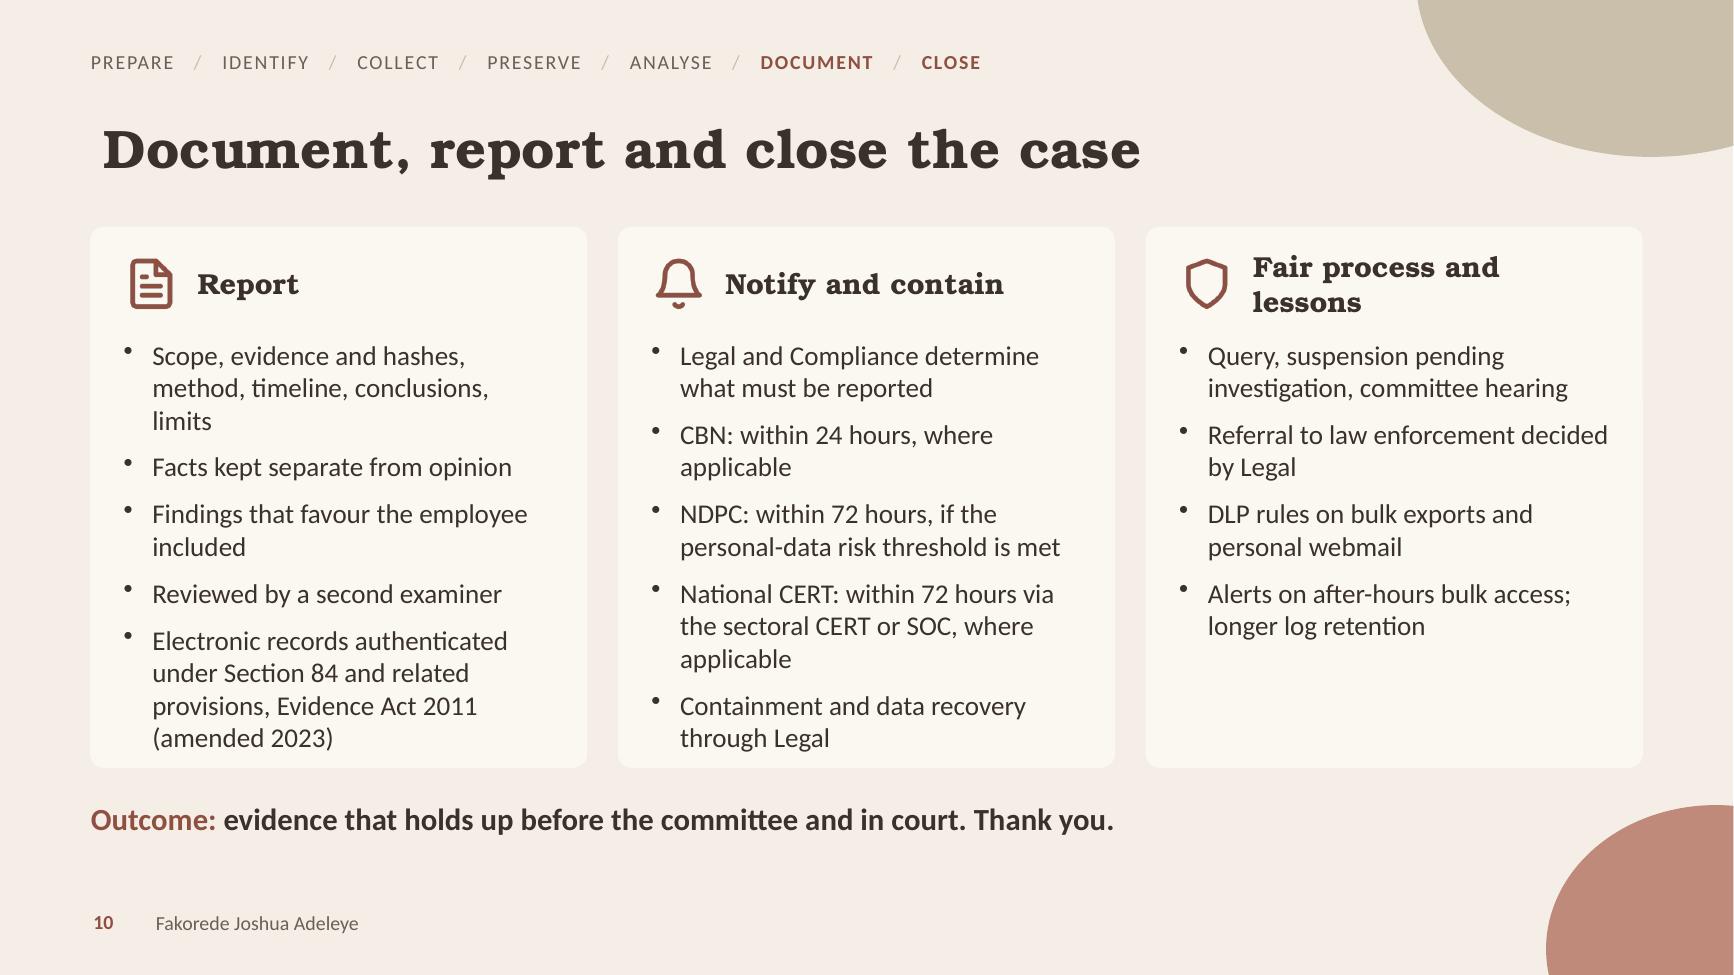 PREPARE / IDENTIFY / COLLECT / PRESERVE / ANALYSE / DOCUMENT / CLOSE
Document, report and close the case
Report
• Scope, evidence and hashes,
method, timeline, conclusions,
limits
• Facts kept separate from opinion
• Findings that favour the employee
included
• Reviewed by a second examiner
• Electronic records authenticated
under Section 84 and related
provisions, Evidence Act 2011
(amended 2023)
Notify and contain
• Legal and Compliance determine
what must be reported
• CBN: within 24 hours, where
applicable
• NDPC: within 72 hours, if the
personal-data risk threshold is met
• National CERT: within 72 hours via
the sectoral CERT or SOC, where
applicable
• Containment and data recovery
through Legal
Fair process and
lessons
• Query, suspension pending
investigation, committee hearing
• Referral to law enforcement decided
by Legal
• DLP rules on bulk exports and
personal webmail
• Alerts on after-hours bulk access;
longer log retention
Outcome: evidence that holds up before the committee and in court. Thank you.
10 Fakorede Joshua Adeleye